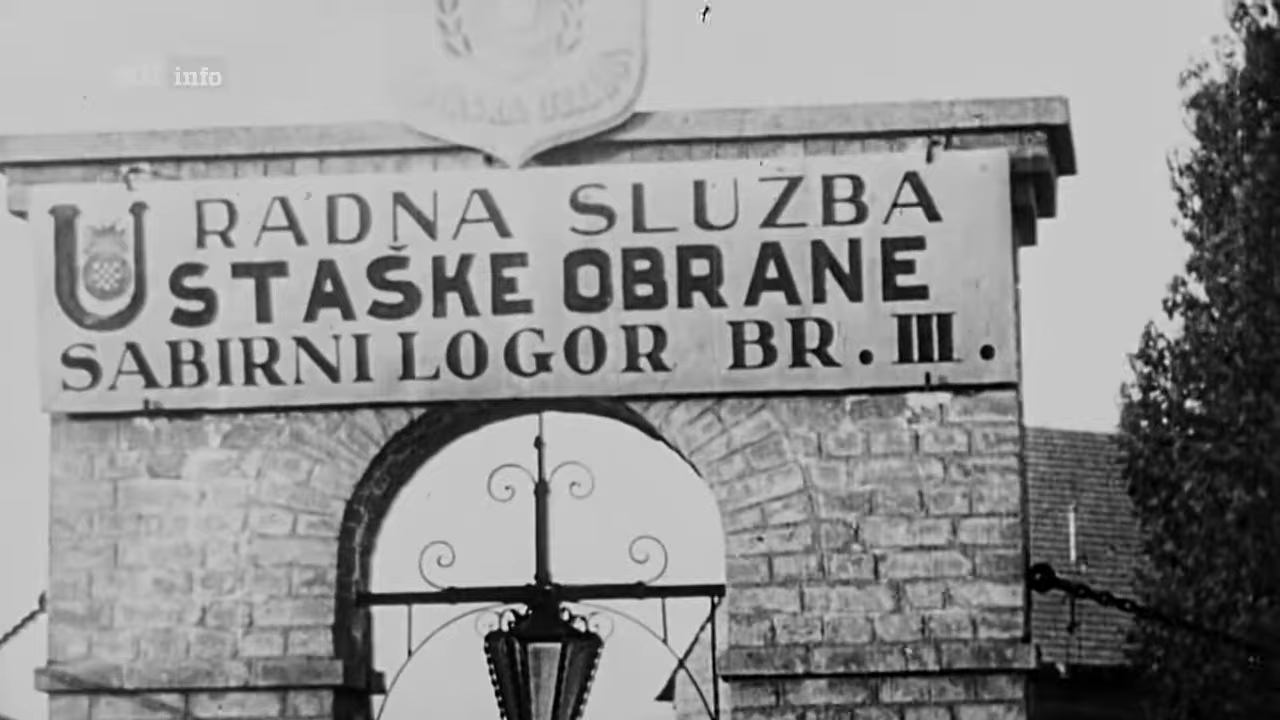 info
RADNA SLUZBA
USTAŠKE OBRANE
SABIRNI LOGOR BR. III.